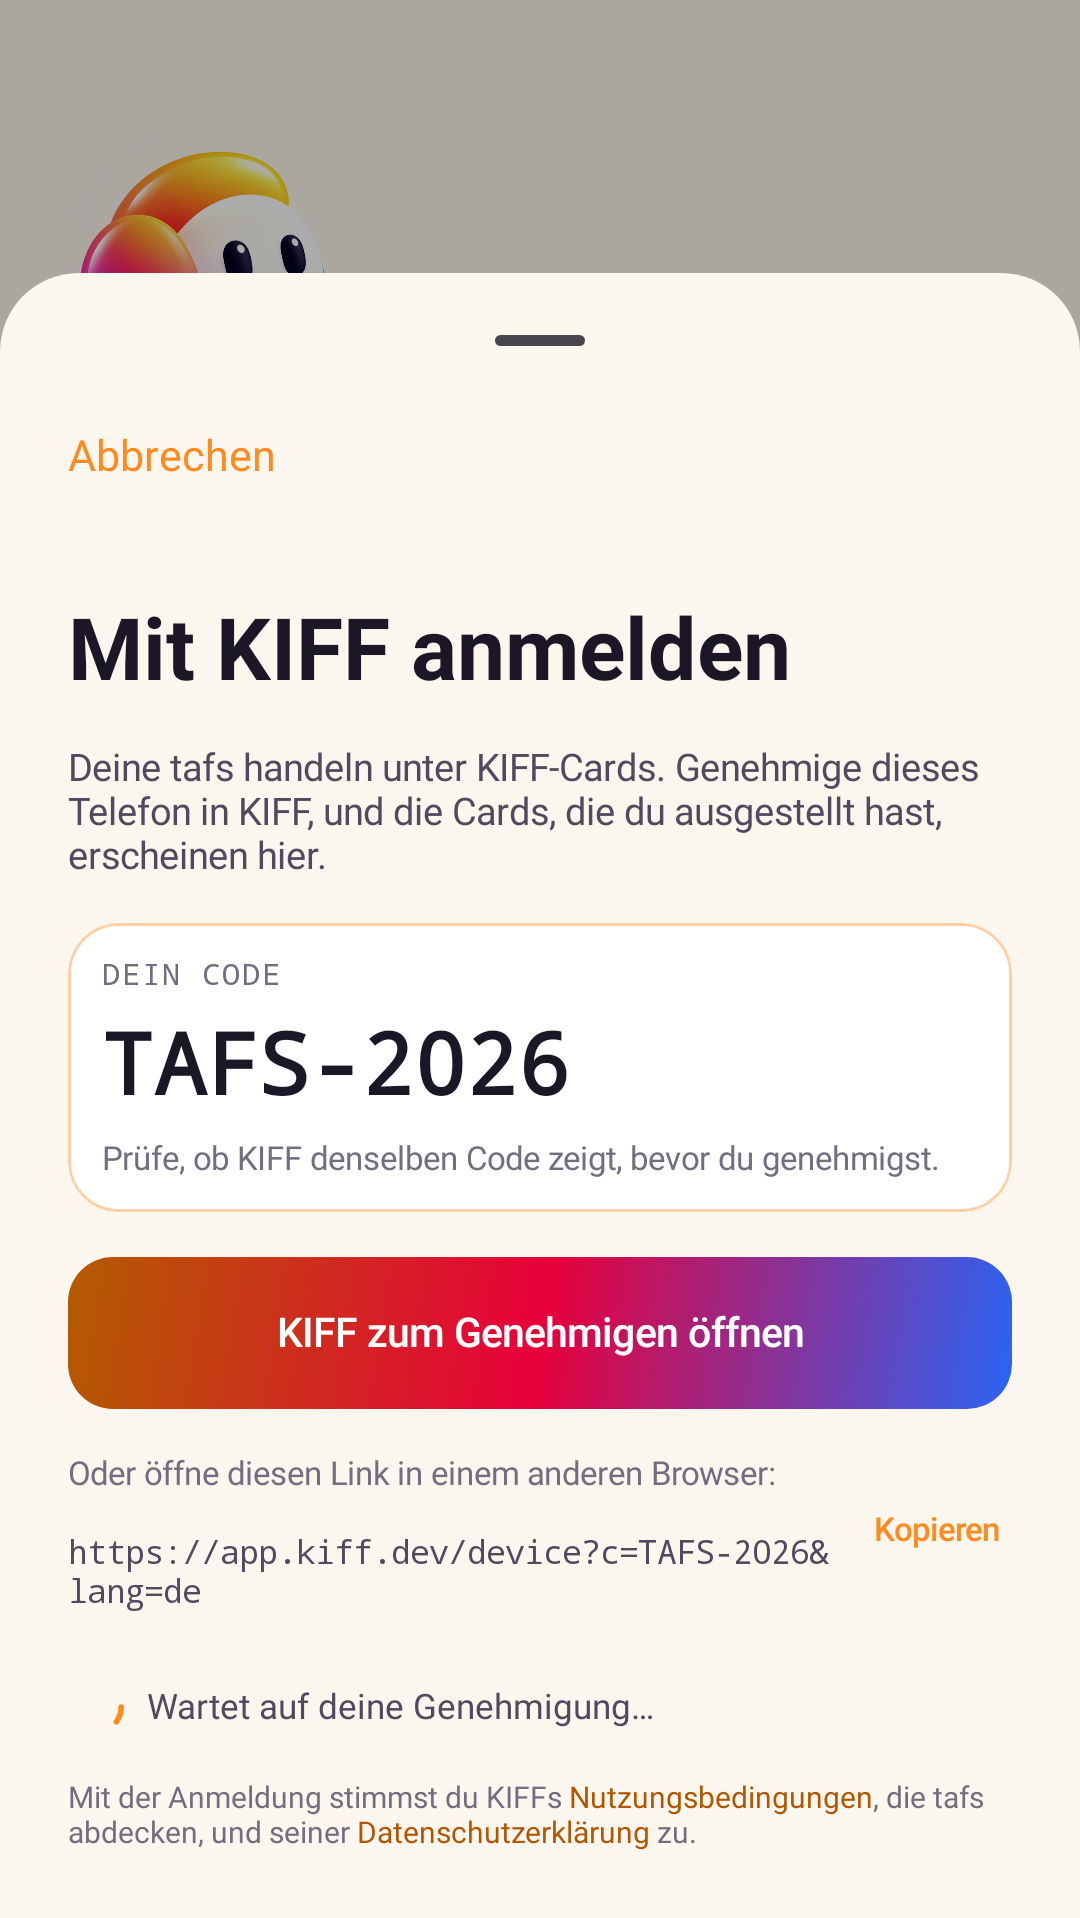 Abbrechen
Mit KIFF anmelden
Deine tafs handeln unter KIFF-Cards. Genehmige dieses
Telefon in KIFF, und die Cards, die du ausgestellt hast,
erscheinen hier.
DEIN CODE
TAFS-2026
Prüfe, ob KIFF denselben Code zeigt, bevor du genehmigst.
KIFF zum Genehmigen öffnen
Oder öffne diesen Link in einem anderen Browser:
Kopieren
https://app.kiff.dev/device?c=TAFS-2026&
lang=de
Wartet auf deine Genehmigung…
Mit der Anmeldung stimmst du KIFFs Nutzungsbedingungen, die tafs
abdecken, und seiner Datenschutzerklärung zu.